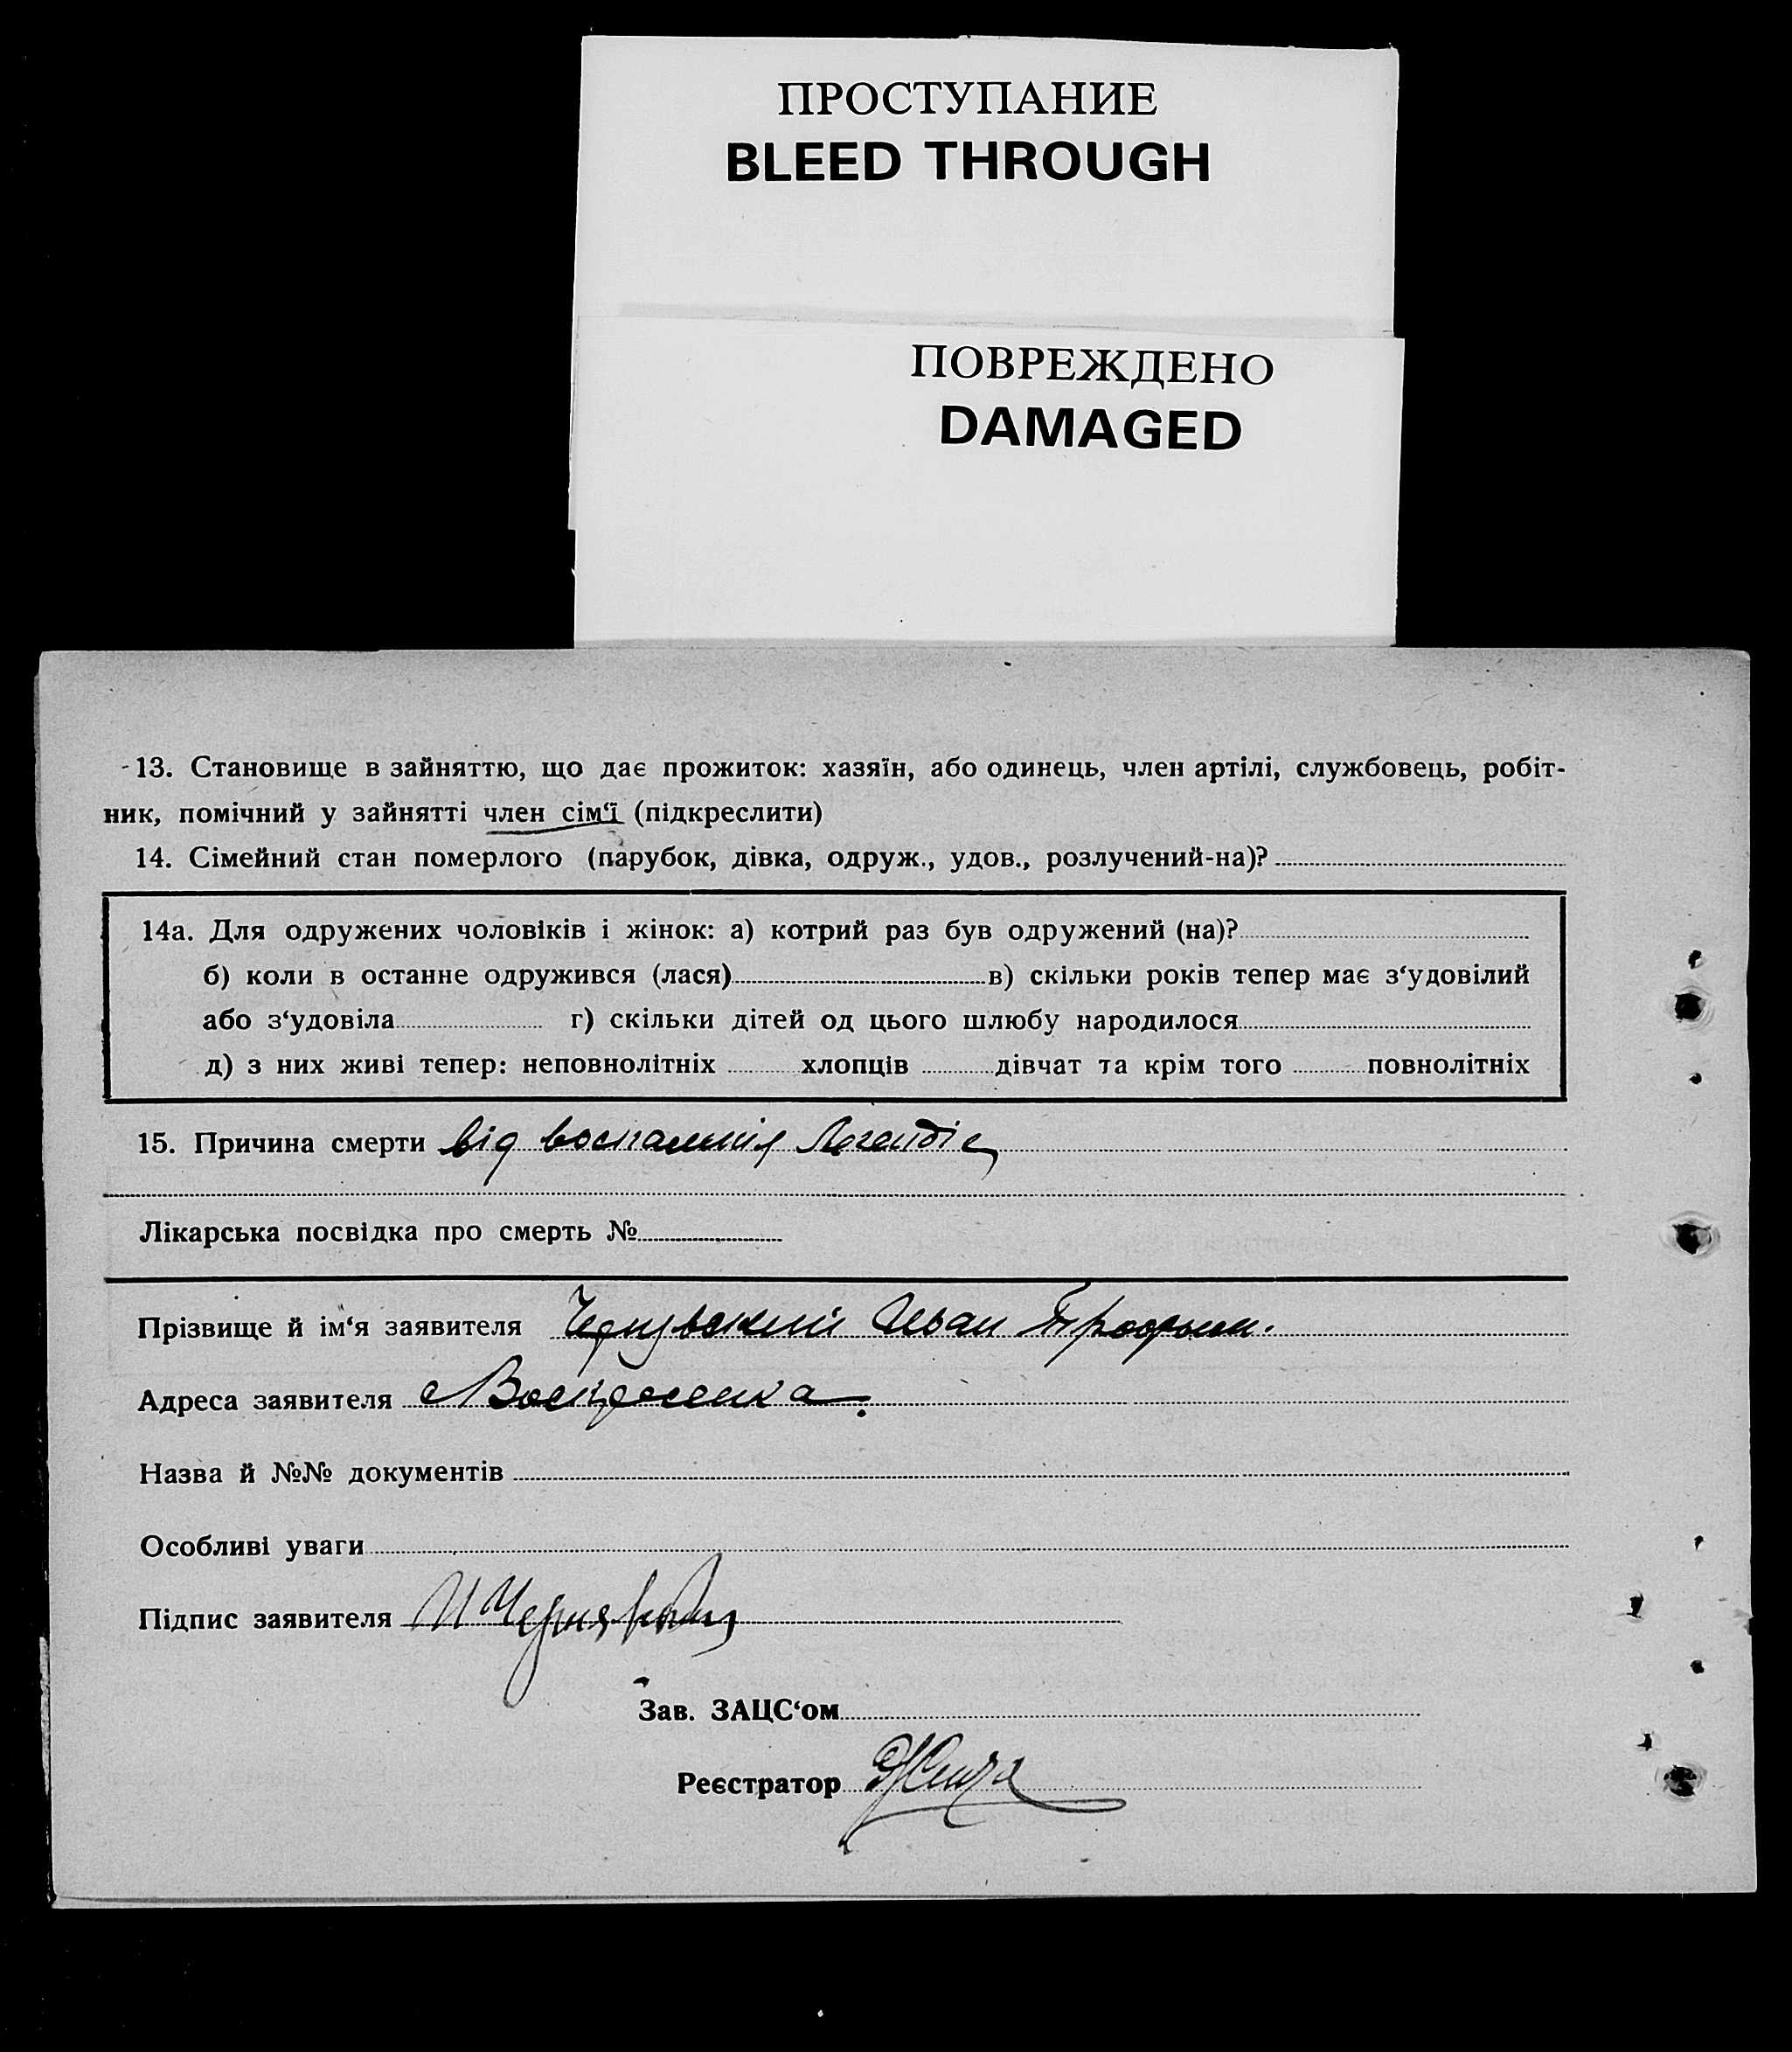 ПРОСТУПАНИЕ
BLEED THROUGH
ПОВРЕЖДЕНО
DAMAGED
13. Становище в зайняттю, що дає прожиток: хазяїн, або одинець, член артілі, службовець, робіт-
ник, помічний у зайнятті член сім‘ї (підкреслити)
14. Сімейний стан померлого (парубок, дівка, одруж., удов., розлучений-на)?
14а. Для одружених чоловіків і жінок: а) котрий раз був одружений (на)?
б) коли в останне одружився (лася) в) скільки років тепер має з‘удовілий
або з‘удовіла г) скільки дітей од цього шлюбу народилося
д) з них живі тепер: неповнолітніх хлопців дівчат та крім того повнолітніх
15. Причина смерти від воспаления
Лікарська посвідка про смерть №
Прізвище й ім‘я заявителя Иван
Адреса заявителя
Назва й №№ документів
Особливі уваги
Підпис заявителя
Зав. ЗАЦС‘ом
Реєстратор